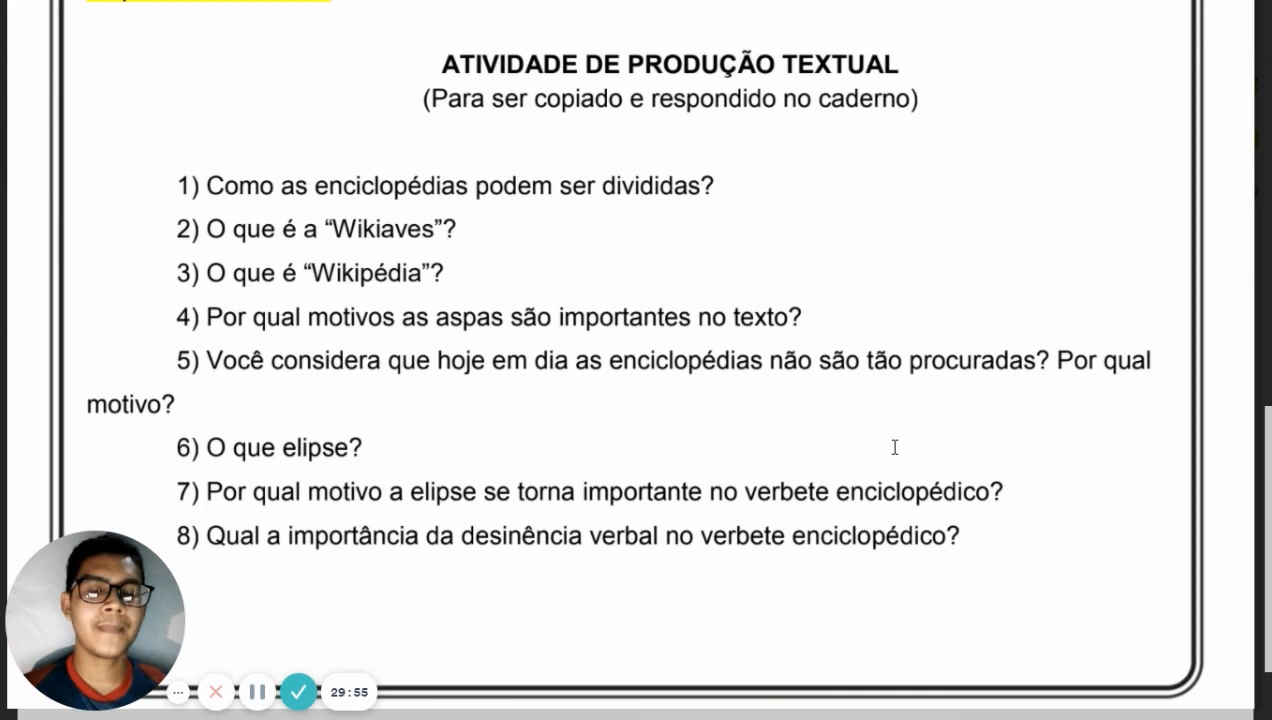 ATIVIDADE DE PRODUÇÃO TEXTUAL
(Para ser copiado e respondido no caderno)
1) Como as enciclopédias podem ser divididas?
2) O que é a “Wikiaves”?
3) O que é “Wikipédia”?
4) Por qual motivos as aspas são importantes no texto?
5) Você considera que hoje em dia as enciclopédias não são tão procuradas? Por qual
motivo?
6) O que elipse?
7) Por qual motivo a elipse se torna importante no verbete enciclopédico?
8) Qual a importância da desinência verbal no verbete enciclopédico?
29:55